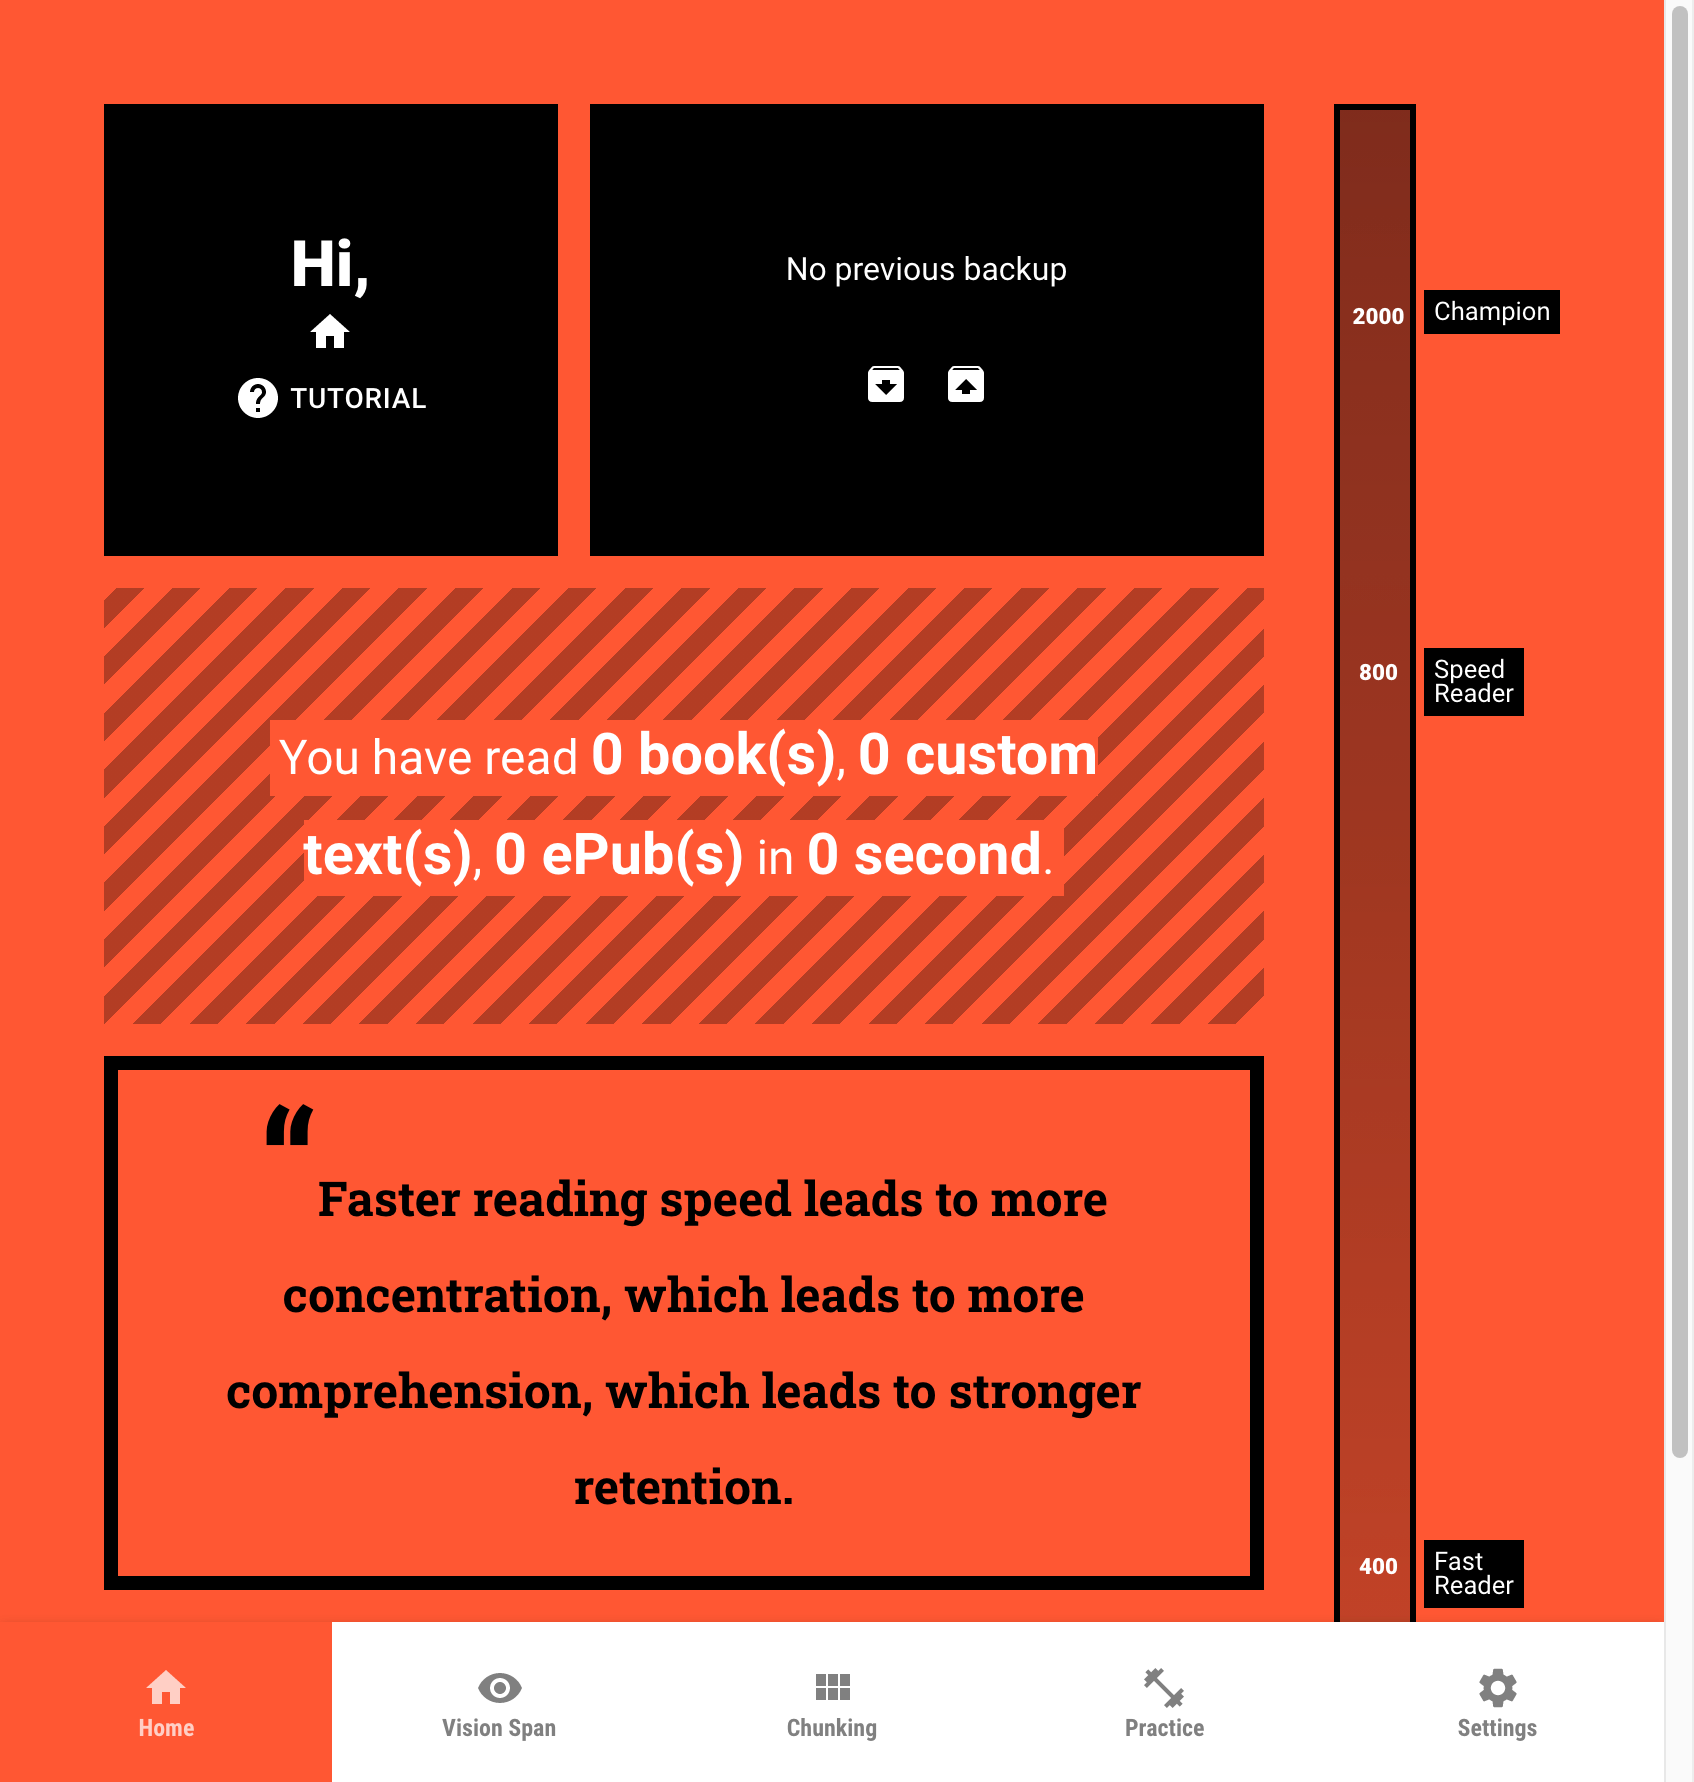 Hi,
TUTORIAL
No previous backup
You have read 0 book(s), 0 custom
text(s), 0 ePub(s) in 0 second.
“
Faster reading speed leads to more
concentration, which leads to more
comprehension, which leads to stronger
retention.
2000
Champion
800
Speed
Reader
400
Fast
Reader
Home
Vision Span
Chunking
Practice
Settings